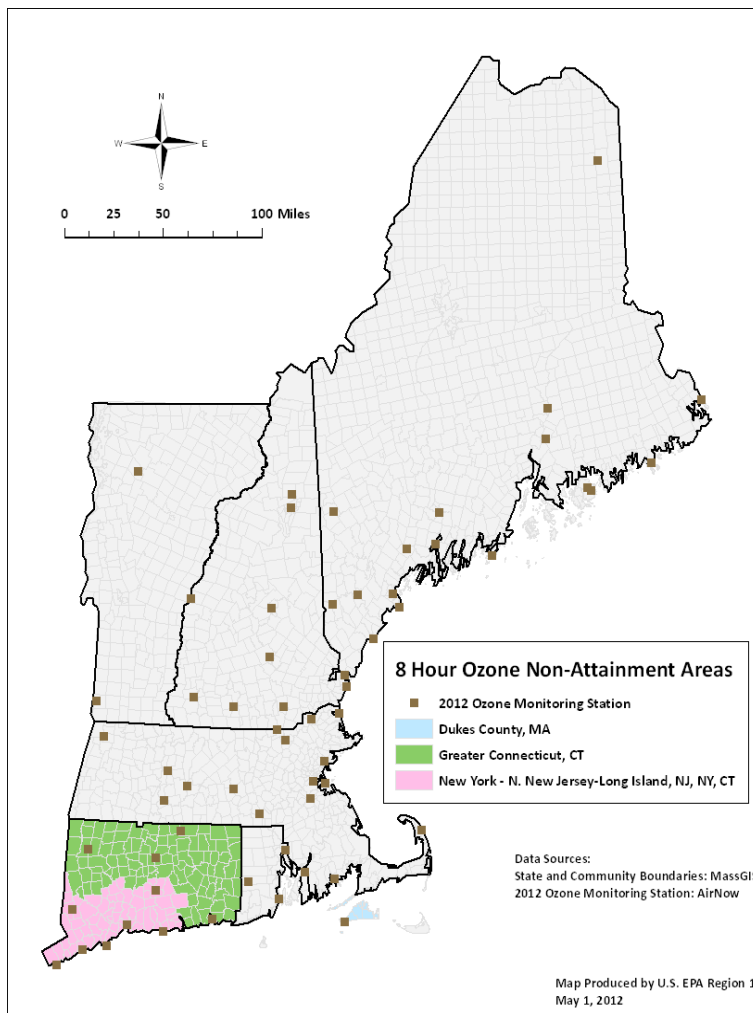 N
W
E
S
0 25 50 100 Miles
8 Hour Ozone Non-Attainment Areas
2012 Ozone Monitoring Station
Dukes County, MA
Greater Connecticut, CT
New York - N. New Jersey-Long Island, NJ, NY, CT
Data Sources:
State and Community Boundaries: MassGI
2012 Ozone Monitoring Station: AirNow
Map Produced by U.S. EPA Region 1
May 1, 2012